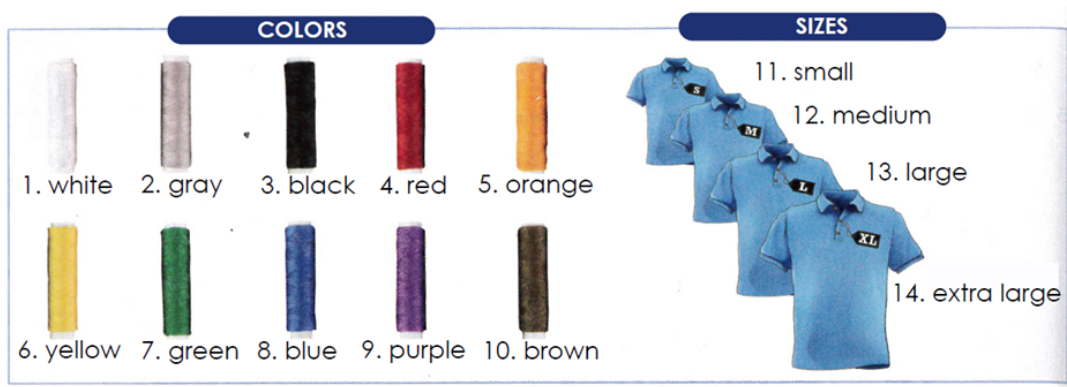 COLORS
1. white
2. gray
3. black
4. red
5. orange
6. yellow
7. green
8. blue
9. purple
10. brown
SIZES
S
11. small
M
12. medium
L
13. large
XL
14. extra large